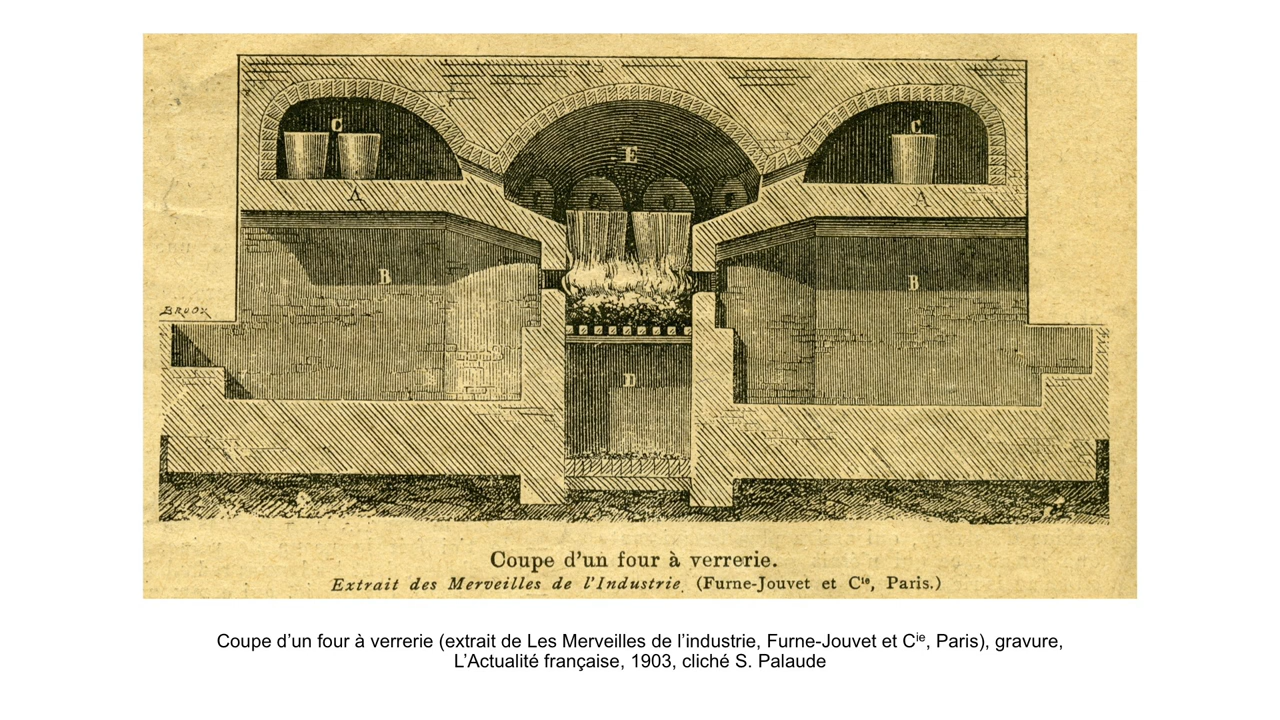 C
E
C
A
A
B
B
BRUOX
D
Coupe d'un four à verrerie.
Extrait des Merveilles de l'Industrie. (Furne-Jouvet et Cie, Paris.)
Coupe d’un four à verrerie (extrait de Les Merveilles de l’industrie, Furne-Jouvet et Cie, Paris), gravure,
L’Actualité française, 1903, cliché S. Palaude